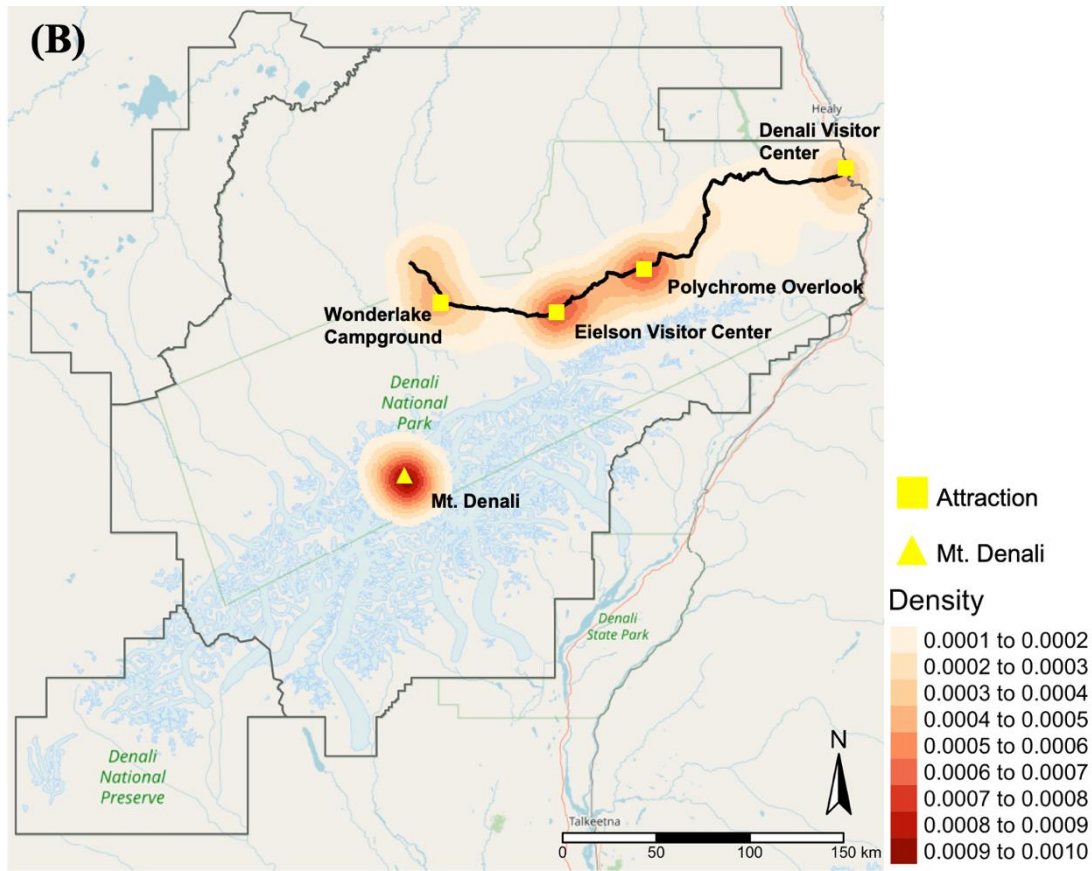 (B)
Healy
Denali Visitor
Center
Polychrome Overlook
Wonderlake
Campground
Eielson Visitor Center
Denali
National
Park
Mt. Denali
Attraction
Mt. Denali
Density
0.0001 to 0.0002
0.0002 to 0.0003
0.0003 to 0.0004
0.0004 to 0.0005
0.0005 to 0.0006
0.0006 to 0.0007
0.0007 to 0.0008
0.0008 to 0.0009
0.0009 to 0.0010
Denali
State Park
Denali
National
Preserve
N
Talkeetna
0 50 100 150 km